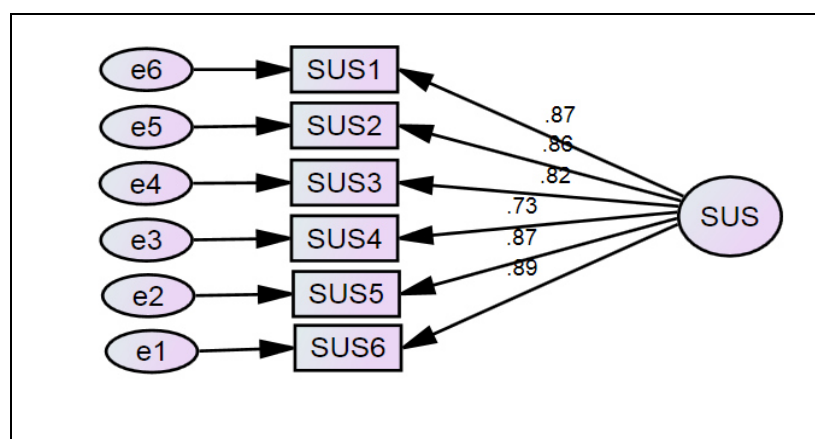 e6 SUS1
.87
e5 SUS2
.86
.82
e4 SUS3
.73
SUS
e3 SUS4
.87
.89
e2 SUS5
e1 SUS6